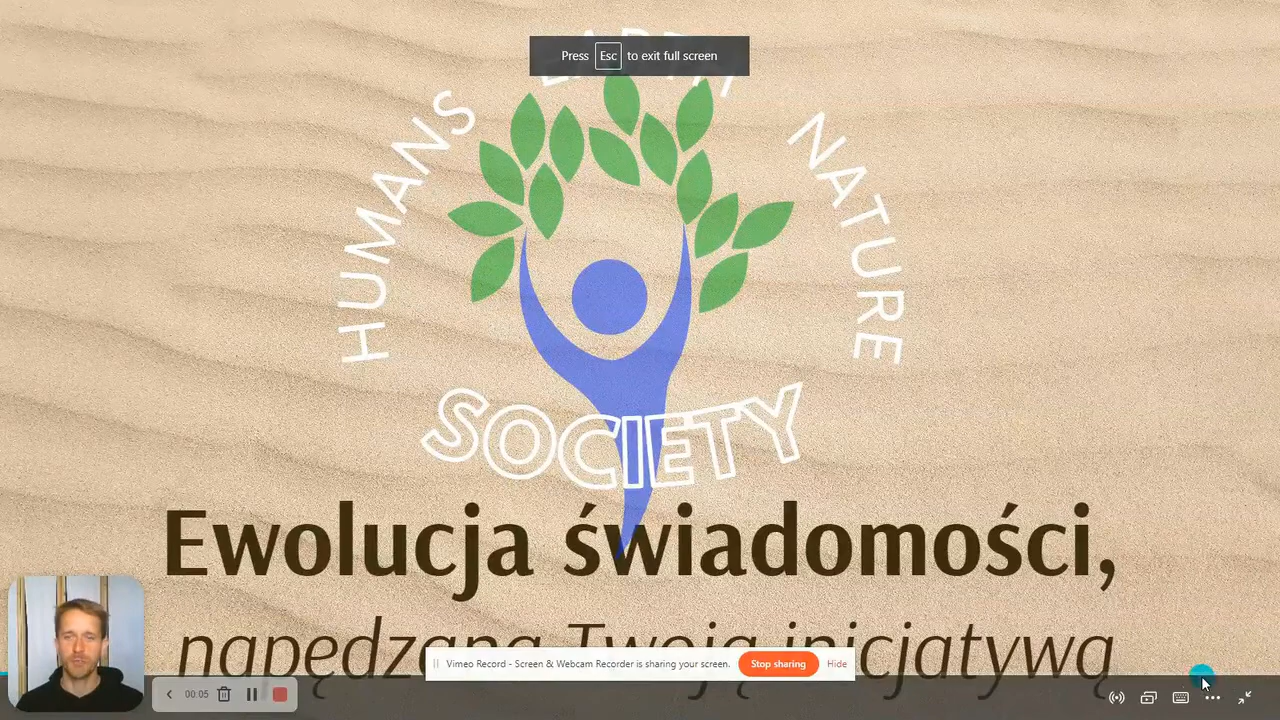 Press Esc to exit full screen
HUMANS EARTH NATURE
SOCIETY
Ewolucja świadomości,
napędzana Twoją inicjatywą
Vimeo Record - Screen & Webcam Recorder is sharing your screen. Stop sharing Hide
00:05